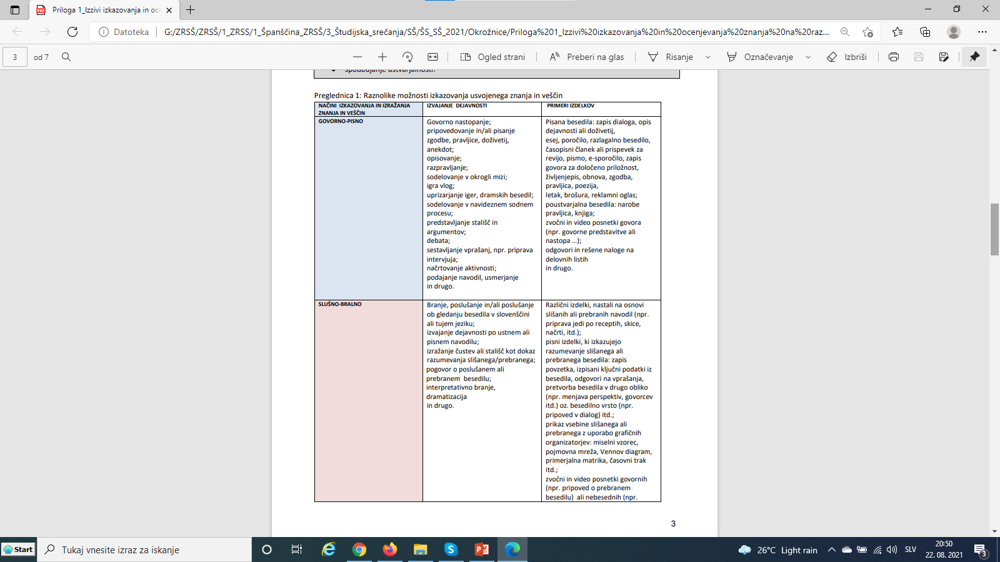 Priloga 1_Izzivi izkazovanja in oce
Datoteka
G:/ZRSŠ/ZRSŠ/1_ZRSS/1_Španščina_ZRSŠ/3_Študijska_srečanja/SŠ/ŠS_SŠ_2021/Okrožnice/Priloga%201_Izzivi%20izkazovanja%20in%20ocenjevanja%20znanja%20na%20raz...
3
od 7
Ogled strani
Preberi na glas
Risanje
Označevanje
Izbriši
spodbujanje ustvarjalnosti.
Preglednica 1: Raznolike možnosti izkazovanja usvojenega znanja in veščin
NAČINI IZKAZOVANJA IN IZRAŽANJA
ZNANJA IN VEŠČIN
IZVAJANJE DEJAVNOSTI
PRIMERI IZDELKOV
GOVORNO-PISNO
Govorno nastopanje;
pripovedovanje in/ali pisanje
zgodbe, pravljice, doživetij,
anekdot;
opisovanje;
razpravljanje;
sodelovanje v okrogli mizi;
igra vlog;
uprizarjanje iger, dramskih besedil;
sodelovanje v navideznem sodnem
procesu;
predstavljanje stališč in
argumentov;
debata;
sestavljanje vprašanj, npr. priprava
intervjuja;
načrtovanje aktivnosti;
podajanje navodil, usmerjanje
in drugo.
Pisana besedila: zapis dialoga, opis
dejavnosti ali doživetij,
esej, poročilo, razlagalno besedilo,
časopisni članek ali prispevek za
revijo, pismo, e-sporočilo, zapis
govora za določeno priložnost,
življenjepis, obnova, zgodba,
pravljica, poezija,
letak, brošura, reklamni oglas;
poustvarjalna besedila: narobe
pravljica, knjiga;
zvočni in video posnetki govora
(npr. govorne predstavitve ali
nastopa ...);
odgovori in rešene naloge na
delovnih listih
in drugo.
SLUŠNO-BRALNO
Branje, poslušanje in/ali poslušanje
ob gledanju besedila v slovenščini
ali tujem jeziku;
izvajanje dejavnosti po ustnem ali
pisnem navodilu;
izražanje čustev ali stališč kot dokaz
razumevanja slišanega/prebranega;
pogovor o poslušanem ali
prebranem besedilu;
interpretativno branje,
dramatizacija
in drugo.
Različni izdelki, nastali na osnovi
slišanih ali prebranih navodil (npr.
priprava jedi po receptih, skice,
načrti, itd.);
pisni izdelki, ki izkazujejo
razumevanje slišanega ali
prebranega besedila: zapis
povzetka, izpisani ključni podatki iz
besedila, odgovori na vprašanja,
pretvorba besedila v drugo obliko
(npr. menjava perspektiv, govorcev
itd.) oz. besedilno vrsto (npr.
pripoved v dialog) itd.;
prikaz vsebine slišanega ali
prebranega z uporabo grafičnih
organizatorjev: miselni vzorec,
pojmovna mreža, Vennov diagram,
primerjalna matrika, časovni trak
itd.;
zvočni in video posnetki govornih
(npr. pripoved o prebranem
besedilu) ali nebesednih (npr.
3
Start
Tukaj vnesite izraz za iskanje
26°C Light rain
SLV
20:50
22. 08. 2021
3